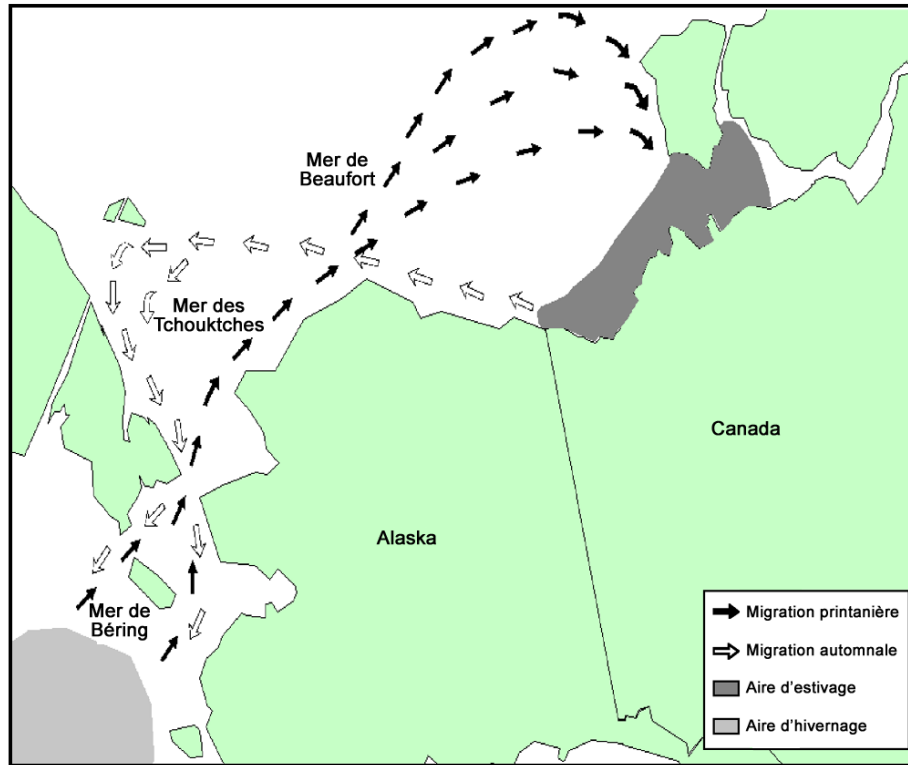 Mer de
Beaufort
Mer des
Tchouktches
Canada
Alaska
Mer de
Béring
Migration printanière
Migration automnale
Aire d'estivage
Aire d'hivernage